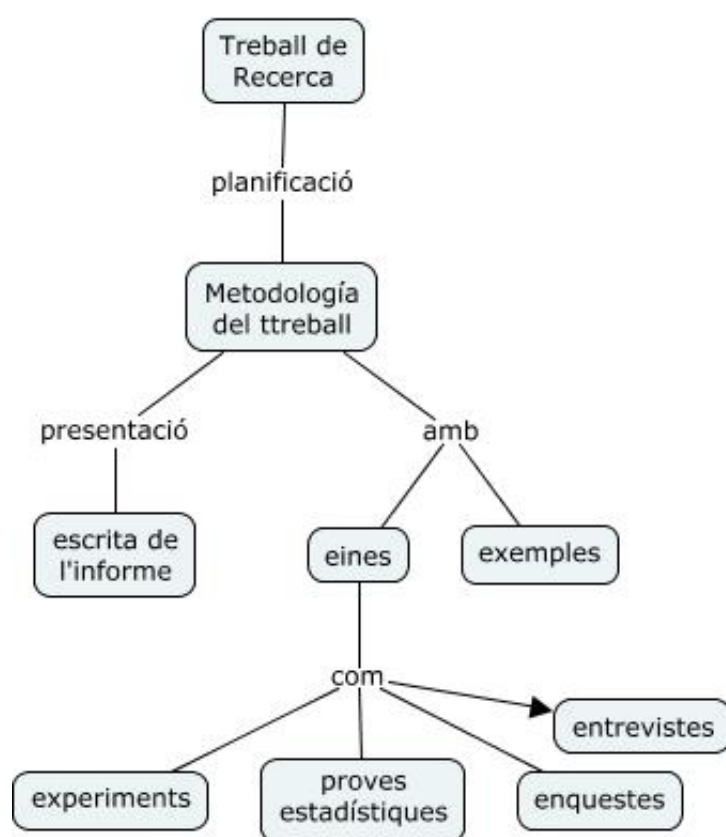 Treball de
Recerca
planificació
Metodología
del ttreball
presentació
amb
escrita de
l'informe
eines
exemples
com
entrevistes
experiments
proves
estadístiques
enquestes